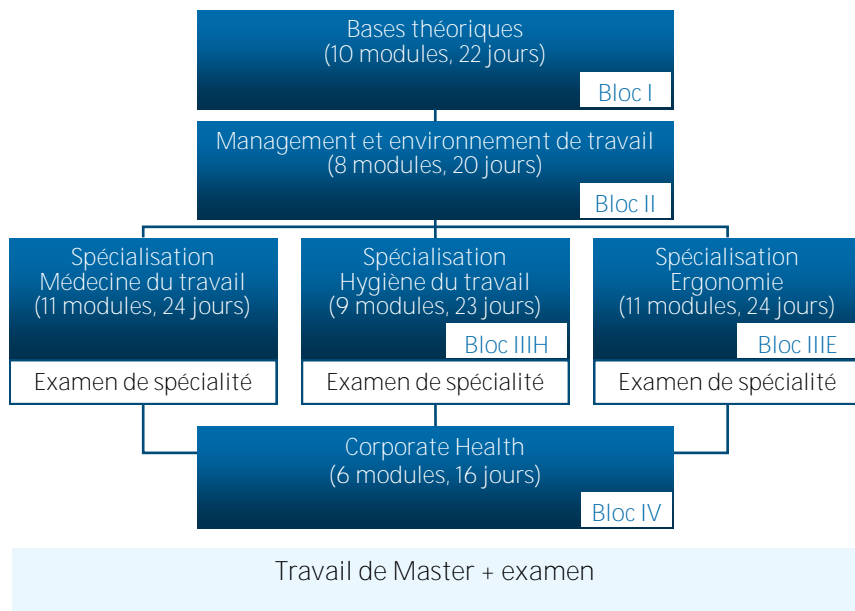 Bases théoriques
(10 modules, 22 jours)
Bloc I
Management et environnement de travail
(8 modules, 20 jours)
Bloc II
Spécialisation
Médecine du travail
(11 modules, 24 jours)
Examen de spécialité
Spécialisation
Hygiène du travail
(9 modules, 23 jours)
Bloc IIIH
Examen de spécialité
Spécialisation
Ergonomie
(11 modules, 24 jours)
Bloc IIIE
Examen de spécialité
Corporate Health
(6 modules, 16 jours)
Bloc IV
Travail de Master + examen